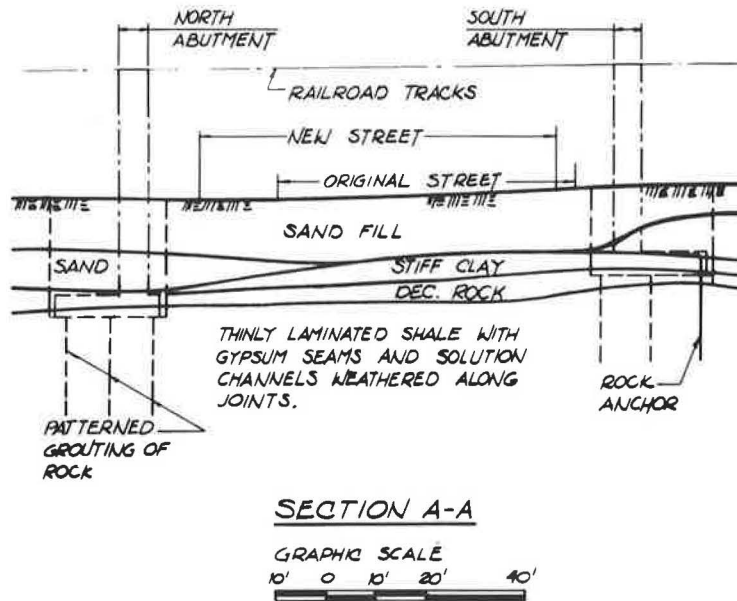 NORTH
ABUTMENT
SOUTH
ABUTMENT
RAILROAD TRACKS
NEW STREET
ORIGINAL STREET
SAND FILL
SAND
STIFF CLAY
DEC. ROCK
THINLY LAMINATED SHALE WITH
GYPSUM SEAMS AND SOLUTION
CHANNELS WEATHERED ALONG
JOINTS.
ROCK
ANCHOR
PATTERNED
GROUTING OF
ROCK
SECTION A-A
GRAPHIC SCALE
10' 0 10' 20' 40'